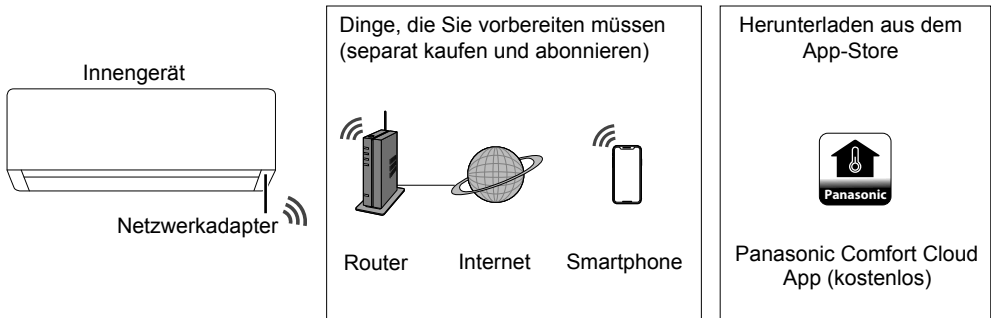 Innengerät
Netzwerkadapter
Dinge, die Sie vorbereiten müssen
(separat kaufen und abonnieren)
Router
Internet
Smartphone
Herunterladen aus dem
App-Store
Panasonic
Panasonic Comfort Cloud
App (kostenlos)